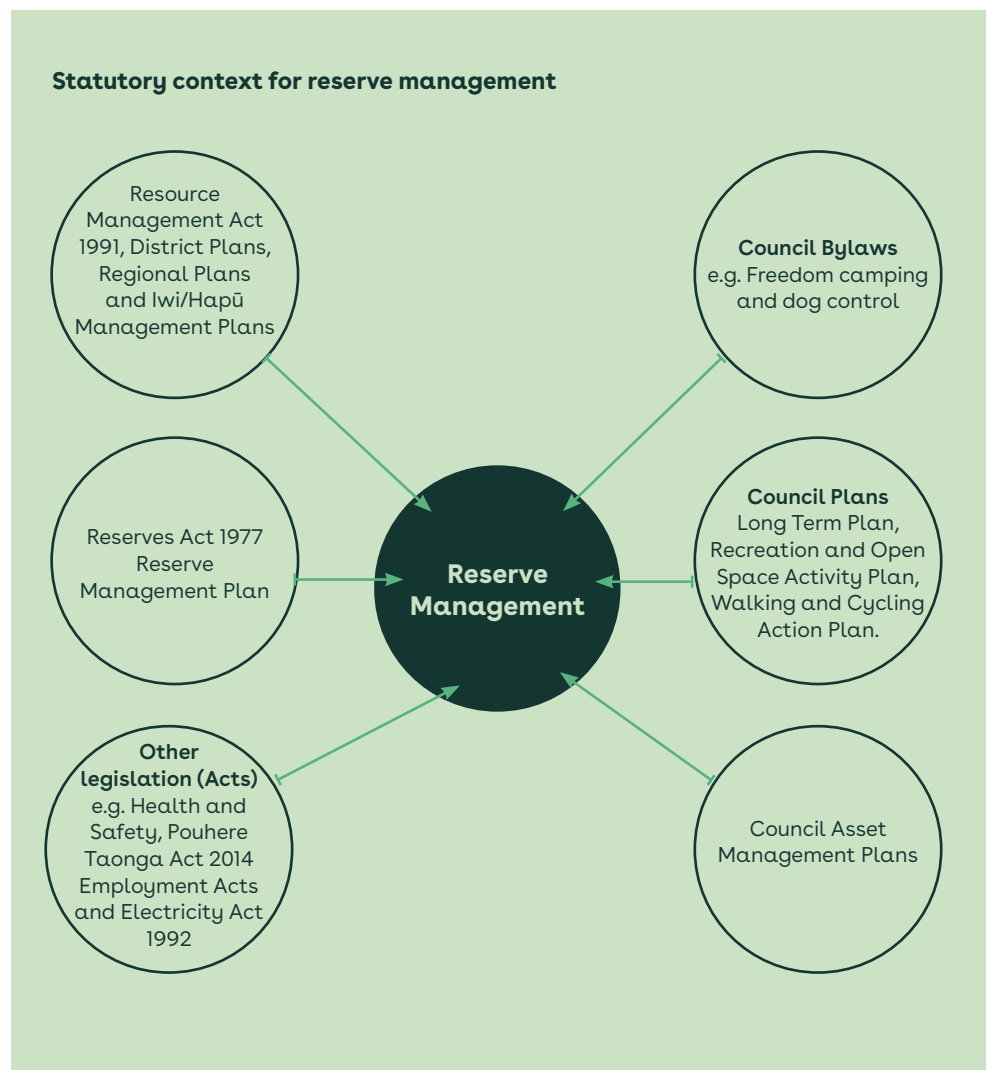 Statutory context for reserve management
Resource
Management Act
1991, District Plans,
Regional Plans
and Iwi/Hapū
Management Plans
Council Bylaws
e.g. Freedom camping
and dog control
Reserves Act 1977
Reserve
Management Plan
Reserve
Management
Council Plans
Long Term Plan,
Recreation and Open
Space Activity Plan,
Walking and Cycling
Action Plan.
Other
legislation (Acts)
e.g. Health and
Safety, Pouhere
Taonga Act 2014
Employment Acts
and Electricity Act
1992
Council Asset
Management Plans